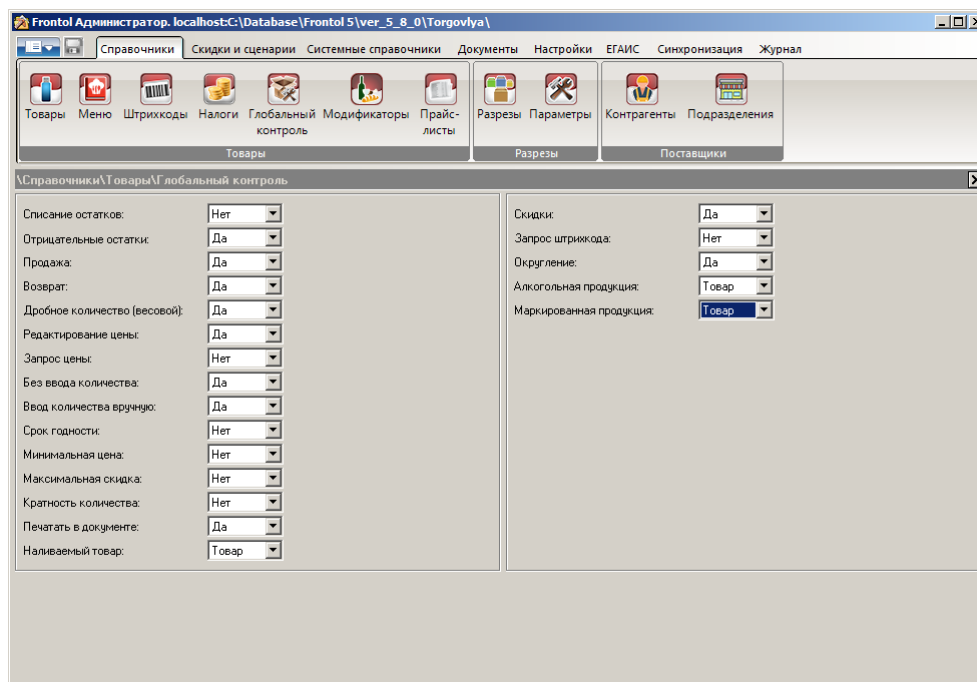 Frontol Администратор. localhost:C:\Database\Frontol 5\ver_5_8_0\Torgovlya\
Справочники Скидки и сценарии Системные справочники Документы Настройки ЕГАИС Синхронизация Журнал
Товары Меню Штрихкоды Налоги Глобальный контроль Модификаторы Прайс-листы Разрезы Параметры Контрагенты Подразделения
Товары Разрезы Поставщики
\Справочники\Товары\Глобальный контроль
Списание остатков: Нет
Отрицательные остатки: Да
Продажа: Да
Возврат: Да
Дробное количество (весовой): Да
Редактирование цены: Да
Запрос цены: Нет
Без ввода количества: Да
Ввод количества вручную: Да
Срок годности: Нет
Минимальная цена: Нет
Максимальная скидка: Нет
Кратность количества: Нет
Печатать в документе: Да
Наливаемый товар: Товар
Скидки: Да
Запрос штрихкода: Нет
Округление: Да
Алкогольная продукция: Товар
Маркированная продукция: Товар